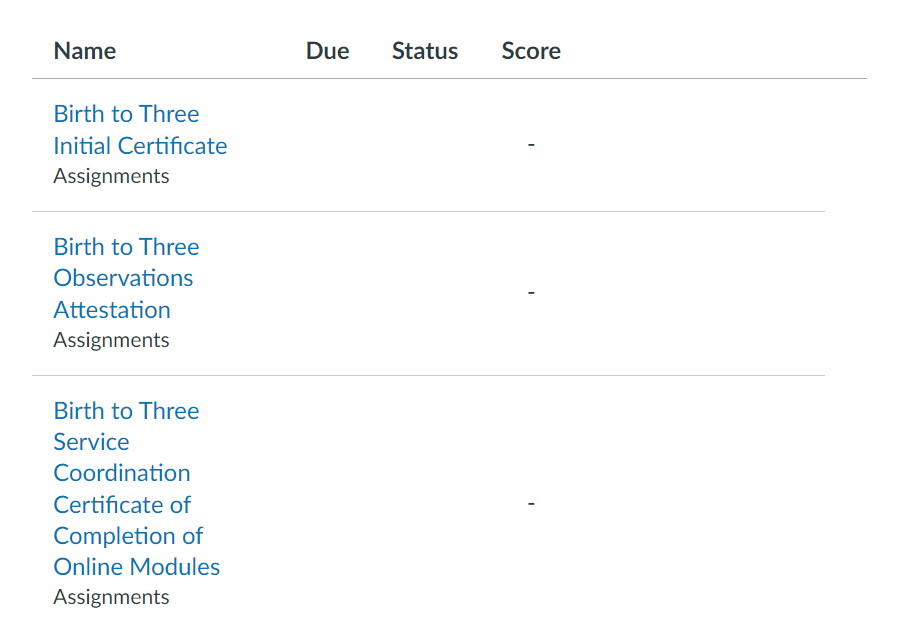 Name Due Status Score
Birth to Three
Initial Certificate
Assignments
-
Birth to Three
Observations
Attestation
Assignments
-
Birth to Three
Service
Coordination
Certificate of
Completion of
Online Modules
Assignments
-